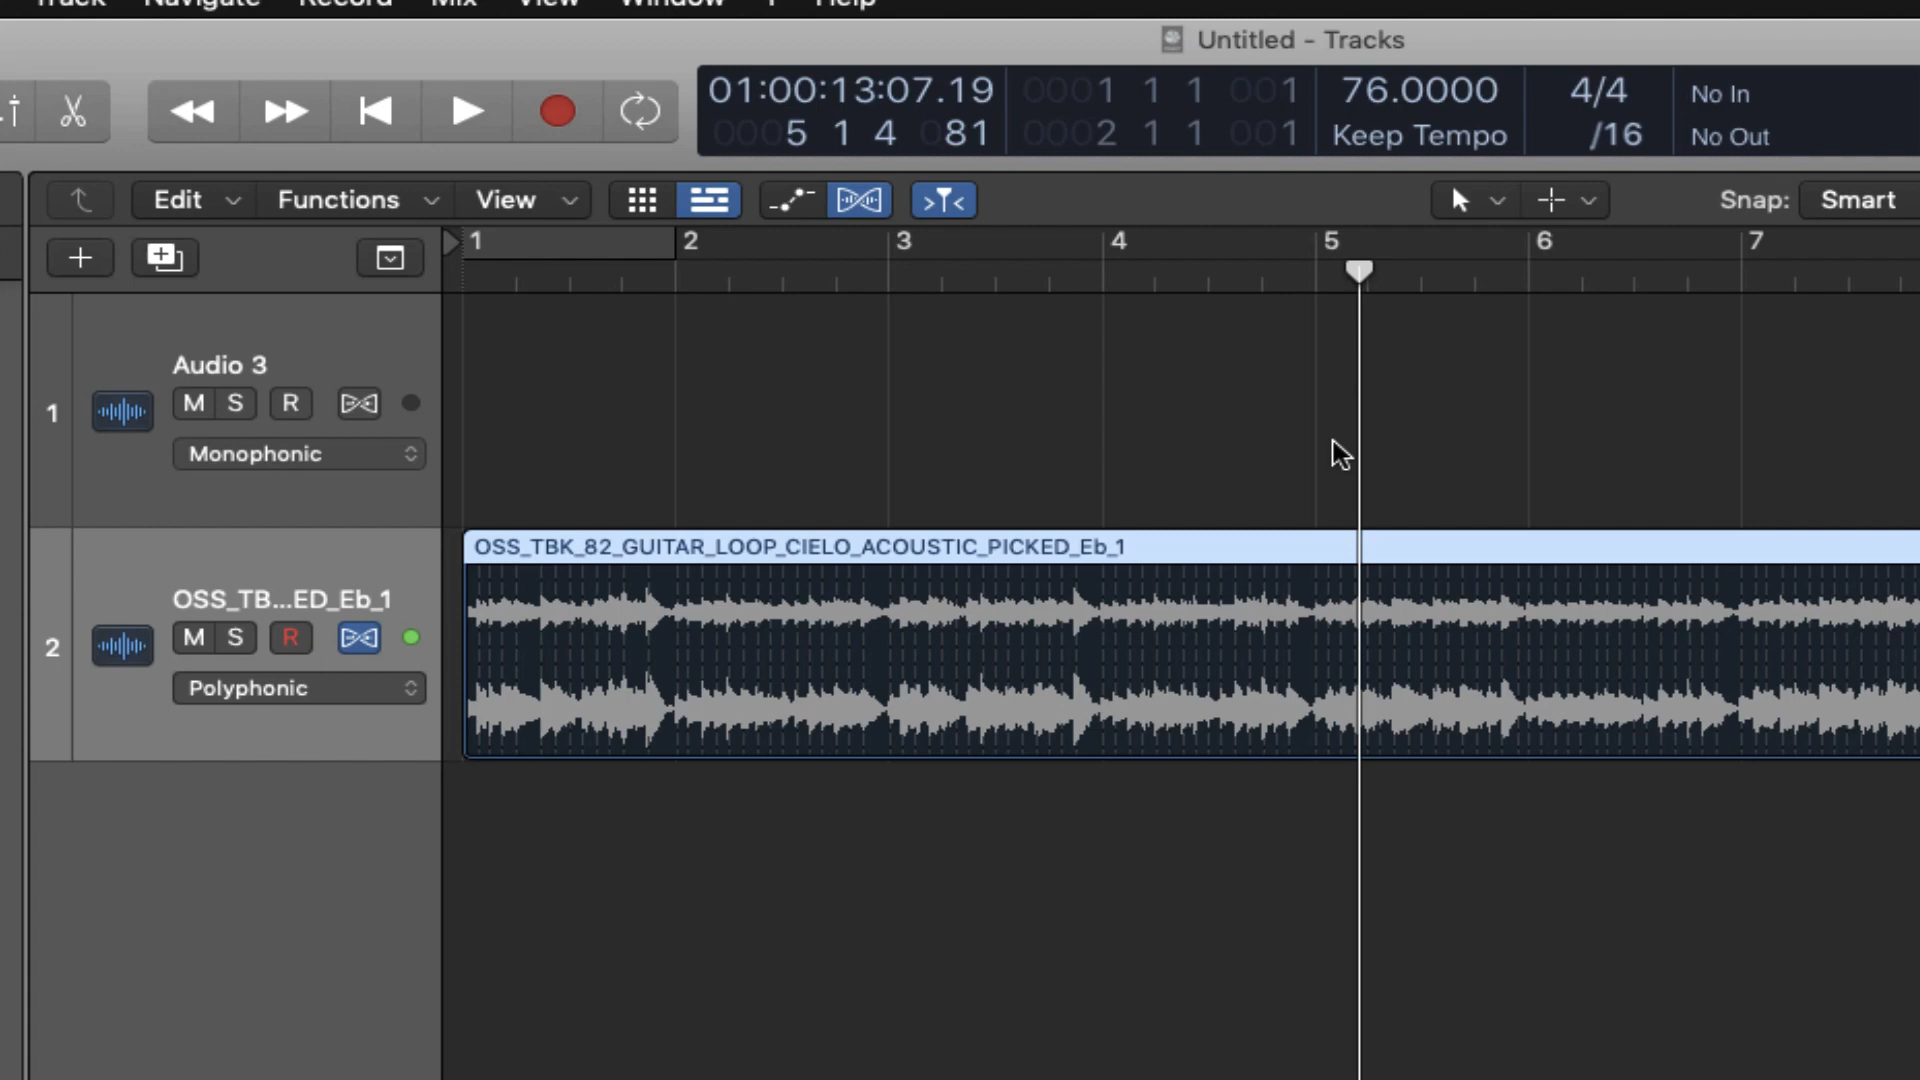 Track Navigate Record Mix View Window 1 Help
Untitled - Tracks
01:00:13:07.19
0005 1 4 081
0001 1 1 001
0002 1 1 001
76.0000
Keep Tempo
4/4
/16
No In
No Out
Edit Functions View
Snap: Smart
1 2 3 4 5 6 7
1
Audio 3
M S R
Monophonic
OSS_TBK_82_GUITAR_LOOP_CIELO_ACOUSTIC_PICKED_Eb_1
2
OSS_TB...ED_Eb_1
M S R
Polyphonic